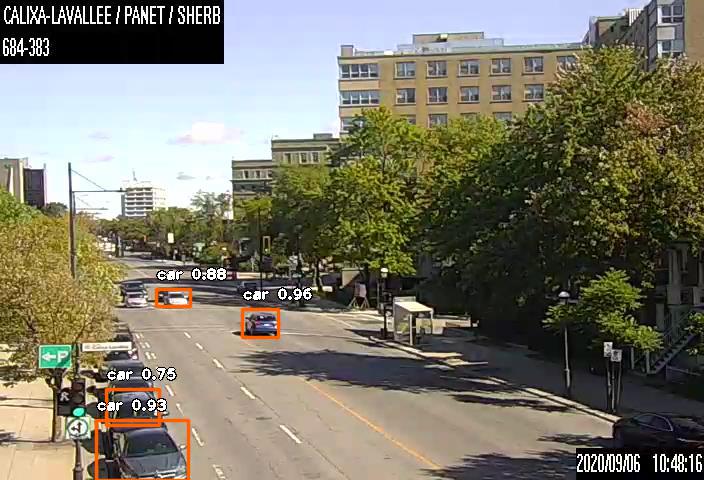 CALIXA-LAVALLEE / PANET / SHERB
684-383
car 0.88
car 0.96
car 0.75
car 0.93
P
2020/09/06 10:48:16